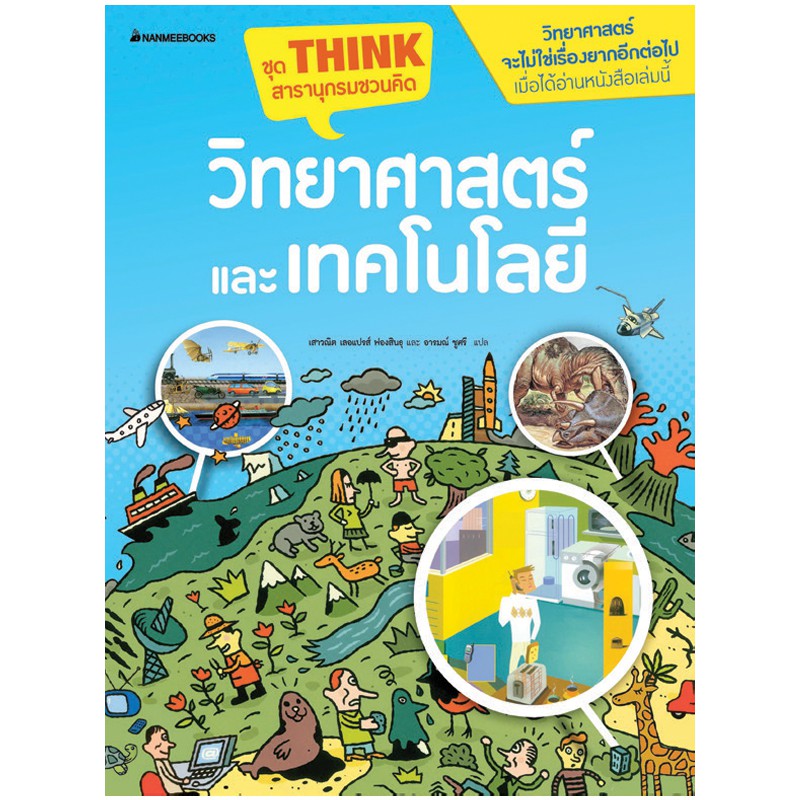 NANMEEBOOKS
ชุด THINK
สารานุกรมชวนคิด
วิทยาศาสตร์
จะไม่ใช่เรื่องยากอีกต่อไป
เมื่อได้อ่านหนังสือเล่มนี้
วิทยาศาสตร์
และ เทคโนโลยี
เสาวณิต เลอแปรส์ ห่องสินธุ และ อารมณ์ ชูศรี แปล
@